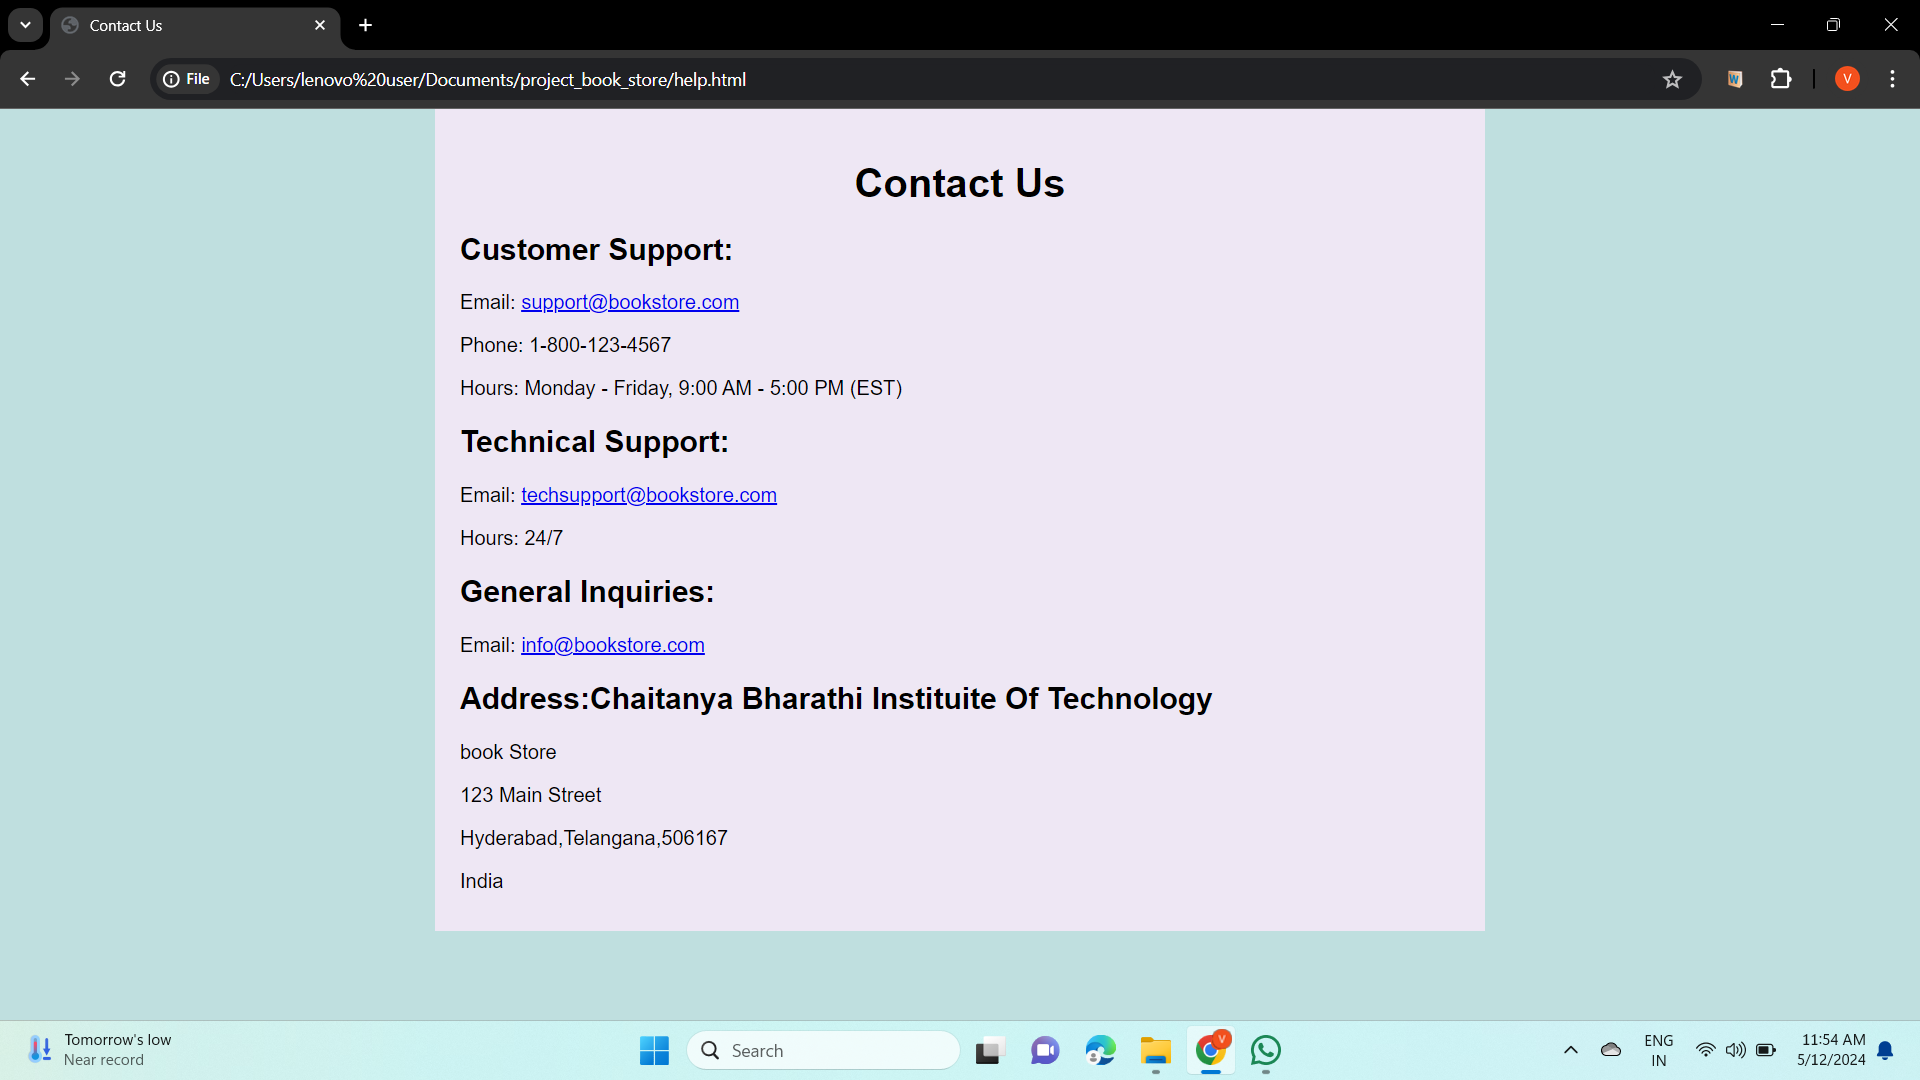 Contact Us
File
C:/Users/lenovo%20user/Documents/project_book_store/help.html
V
Contact Us
Customer Support:
Email: support@bookstore.com
Phone: 1-800-123-4567
Hours: Monday - Friday, 9:00 AM - 5:00 PM (EST)
Technical Support:
Email: techsupport@bookstore.com
Hours: 24/7
General Inquiries:
Email: info@bookstore.com
Address:Chaitanya Bharathi Instituite Of Technology
book Store
123 Main Street
Hyderabad,Telangana,506167
India
Tomorrow's low
Near record
Search
V
ENG
IN
11:54 AM
5/12/2024